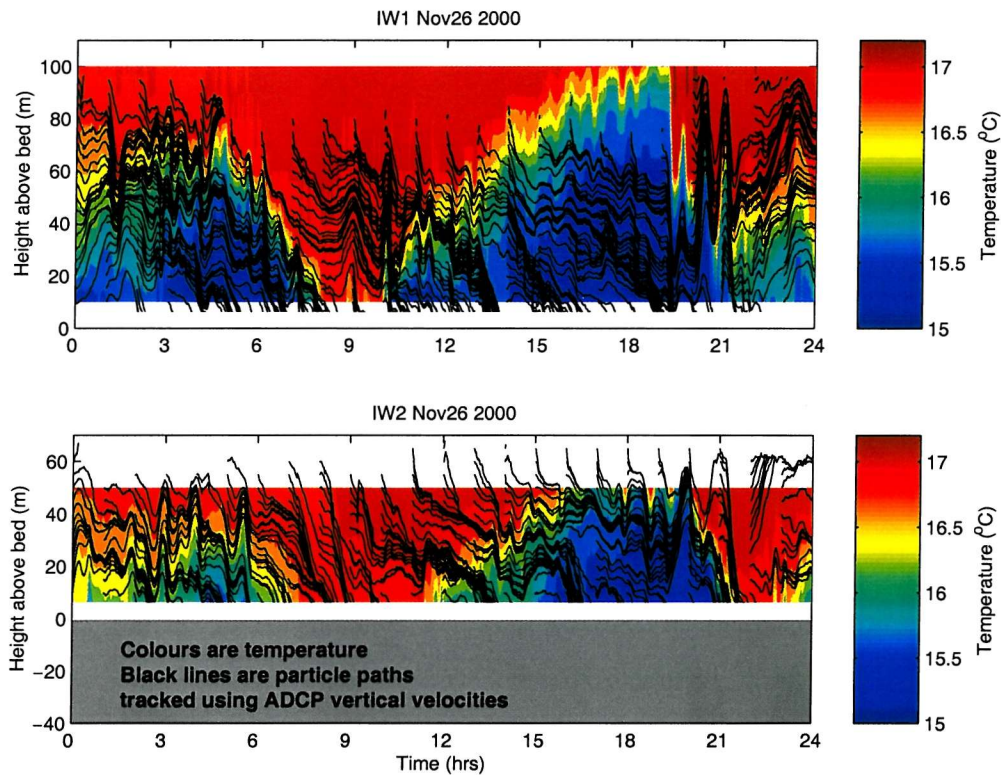 IW1 Nov26 2000
Height above bed (m)
100
80
60
40
20
0
0 3 6 9 12 15 18 21 24
17
16.5
16
15.5
15
Temperature (⁰C)
IW2 Nov26 2000
Height above bed (m)
60
40
20
0
−20
−40
Colours are temperature
Black lines are particle paths
tracked using ADCP vertical velocities
0 3 6 9 12 15 18 21 24
Time (hrs)
17
16.5
16
15.5
15
Temperature (⁰C)